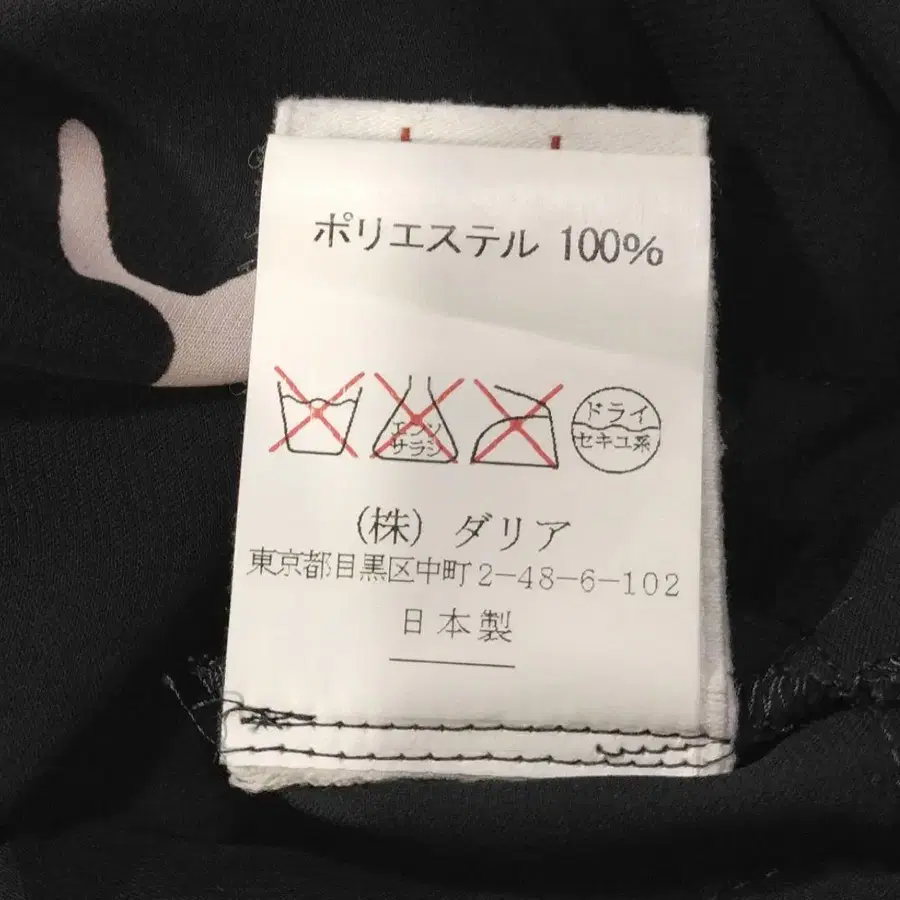 ポリエステル 100%
エンソ
サラシ
ドライ
セキユ系
(株) ダリア
東京都目黒区中町2-48-6-102
日本製